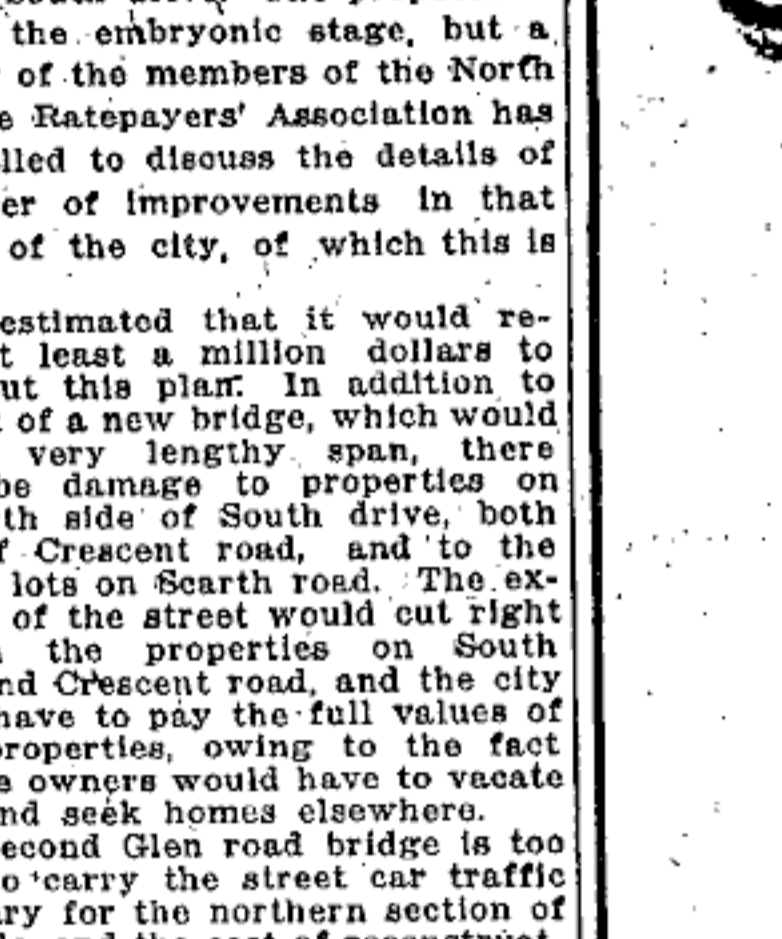 the embryonic stage, but a
of the members of the North
e Ratepayers' Association has
lled to discuss the details of
er of improvements in that
of the city, of which this is
estimated that it would re-
t least a million dollars to
ut this plan. In addition to
of a new bridge, which would
very lengthy span, there
be damage to properties on
th side of South drive, both
f Crescent road, and to the
lots on Scarth road. The ex-
of the street would cut right
the properties on South
nd Crescent road, and the city
have to pay the full values of
properties, owing to the fact
e owners would have to vacate
nd seek homes elsewhere.
econd Glen road bridge is too
o carry the street car traffic
ry for the northern section of